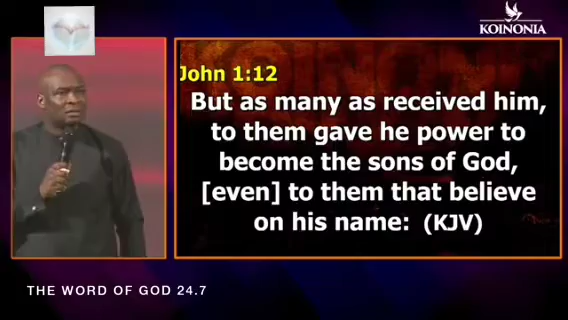 KOINONIA
John 1:12
But as many as received him,
to them gave he power to
become the sons of God,
[even] to them that believe
on his name: (KJV)
THE WORD OF GOD 24.7